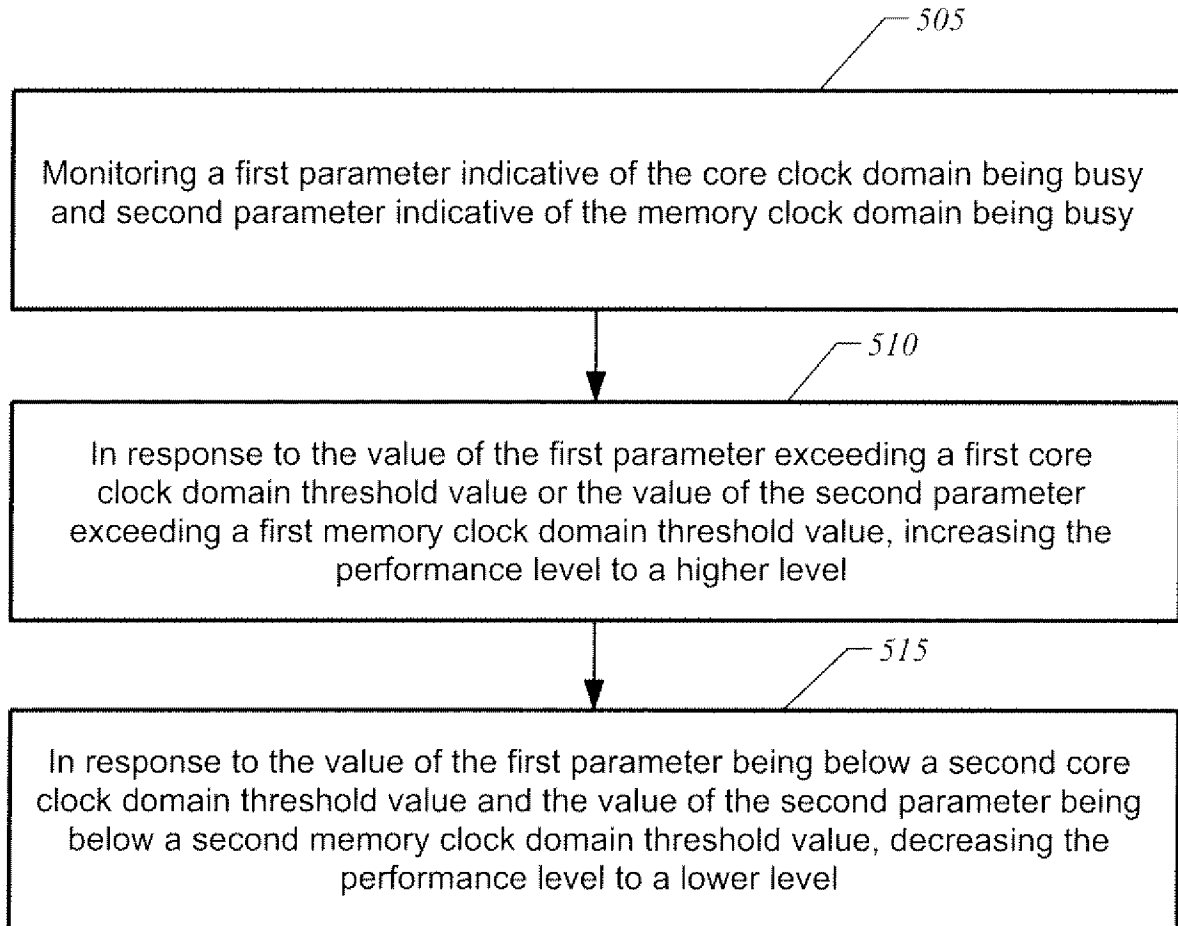 505
Monitoring a first parameter indicative of the core clock domain being busy
and second parameter indicative of the memory clock domain being busy
510
In response to the value of the first parameter exceeding a first core
clock domain threshold value or the value of the second parameter
exceeding a first memory clock domain threshold value, increasing the
performance level to a higher level
515
In response to the value of the first parameter being below a second core
clock domain threshold value and the value of the second parameter being
below a second memory clock domain threshold value, decreasing the
performance level to a lower level